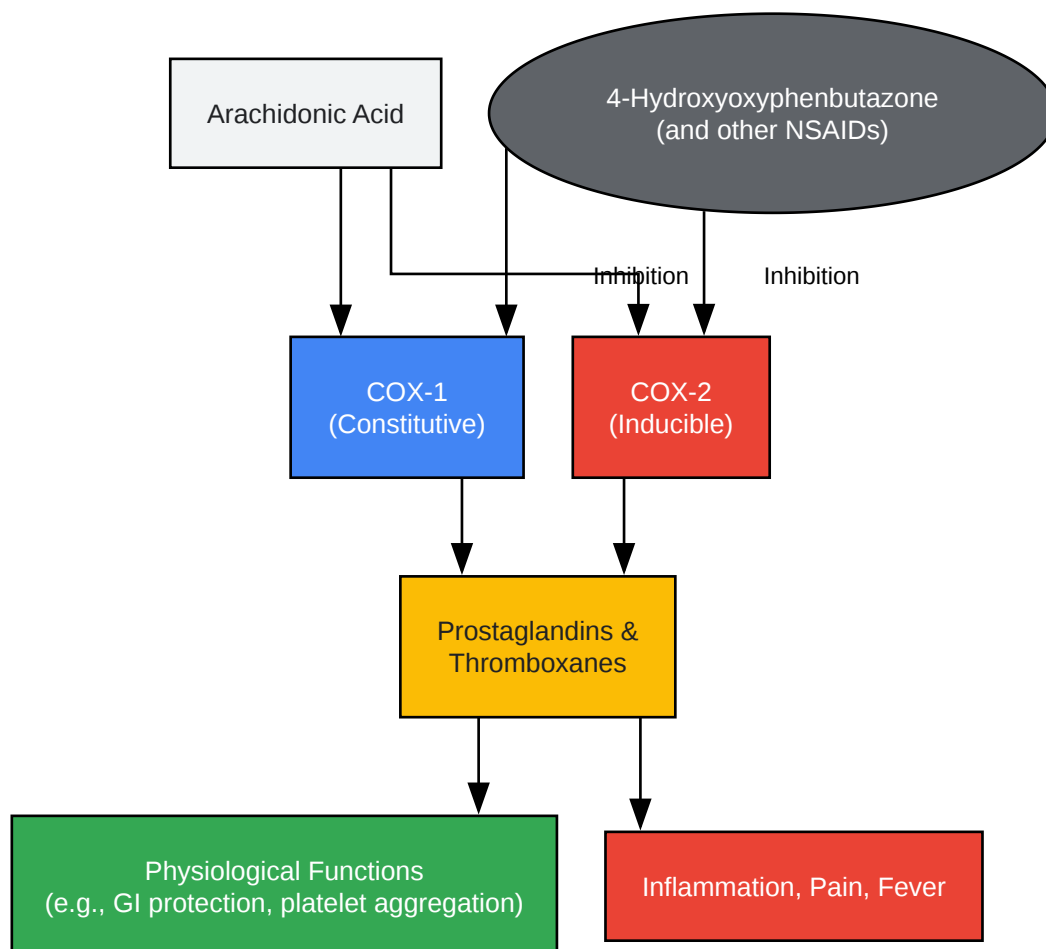 Arachidonic Acid
4-Hydroxyoxyphenbutazone
(and other NSAIDs)
Inhibition
Inhibition
COX-1
(Constitutive)
COX-2
(Inducible)
Prostaglandins &
Thromboxanes
Physiological Functions
(e.g., GI protection, platelet aggregation)
Inflammation, Pain, Fever